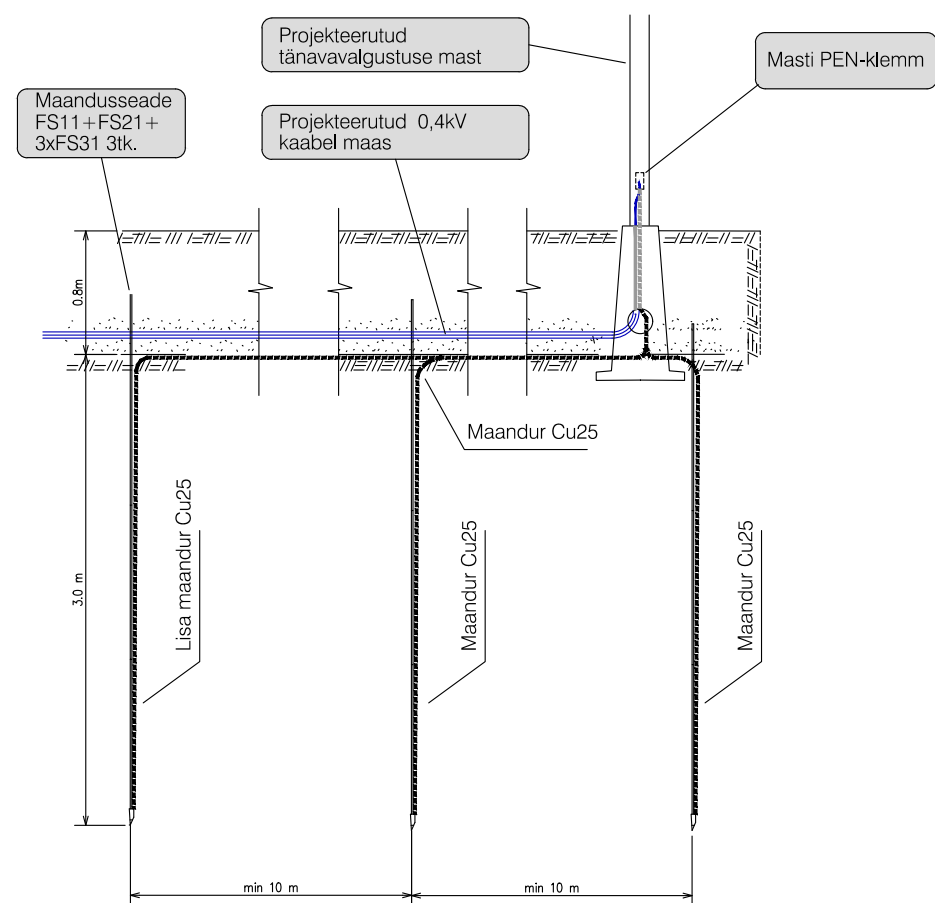 Projekteerutud
tänavavalgustuse mast
Masti PEN-klemm
Maandusseade
FS11+FS21+
3xFS31 3tk.
Projekteerutud 0,4kV
kaabel maas
0.8m
Maandur Cu25
3.0 m
Lisa maandur Cu25
Maandur Cu25
Maandur Cu25
min 10 m
min 10 m